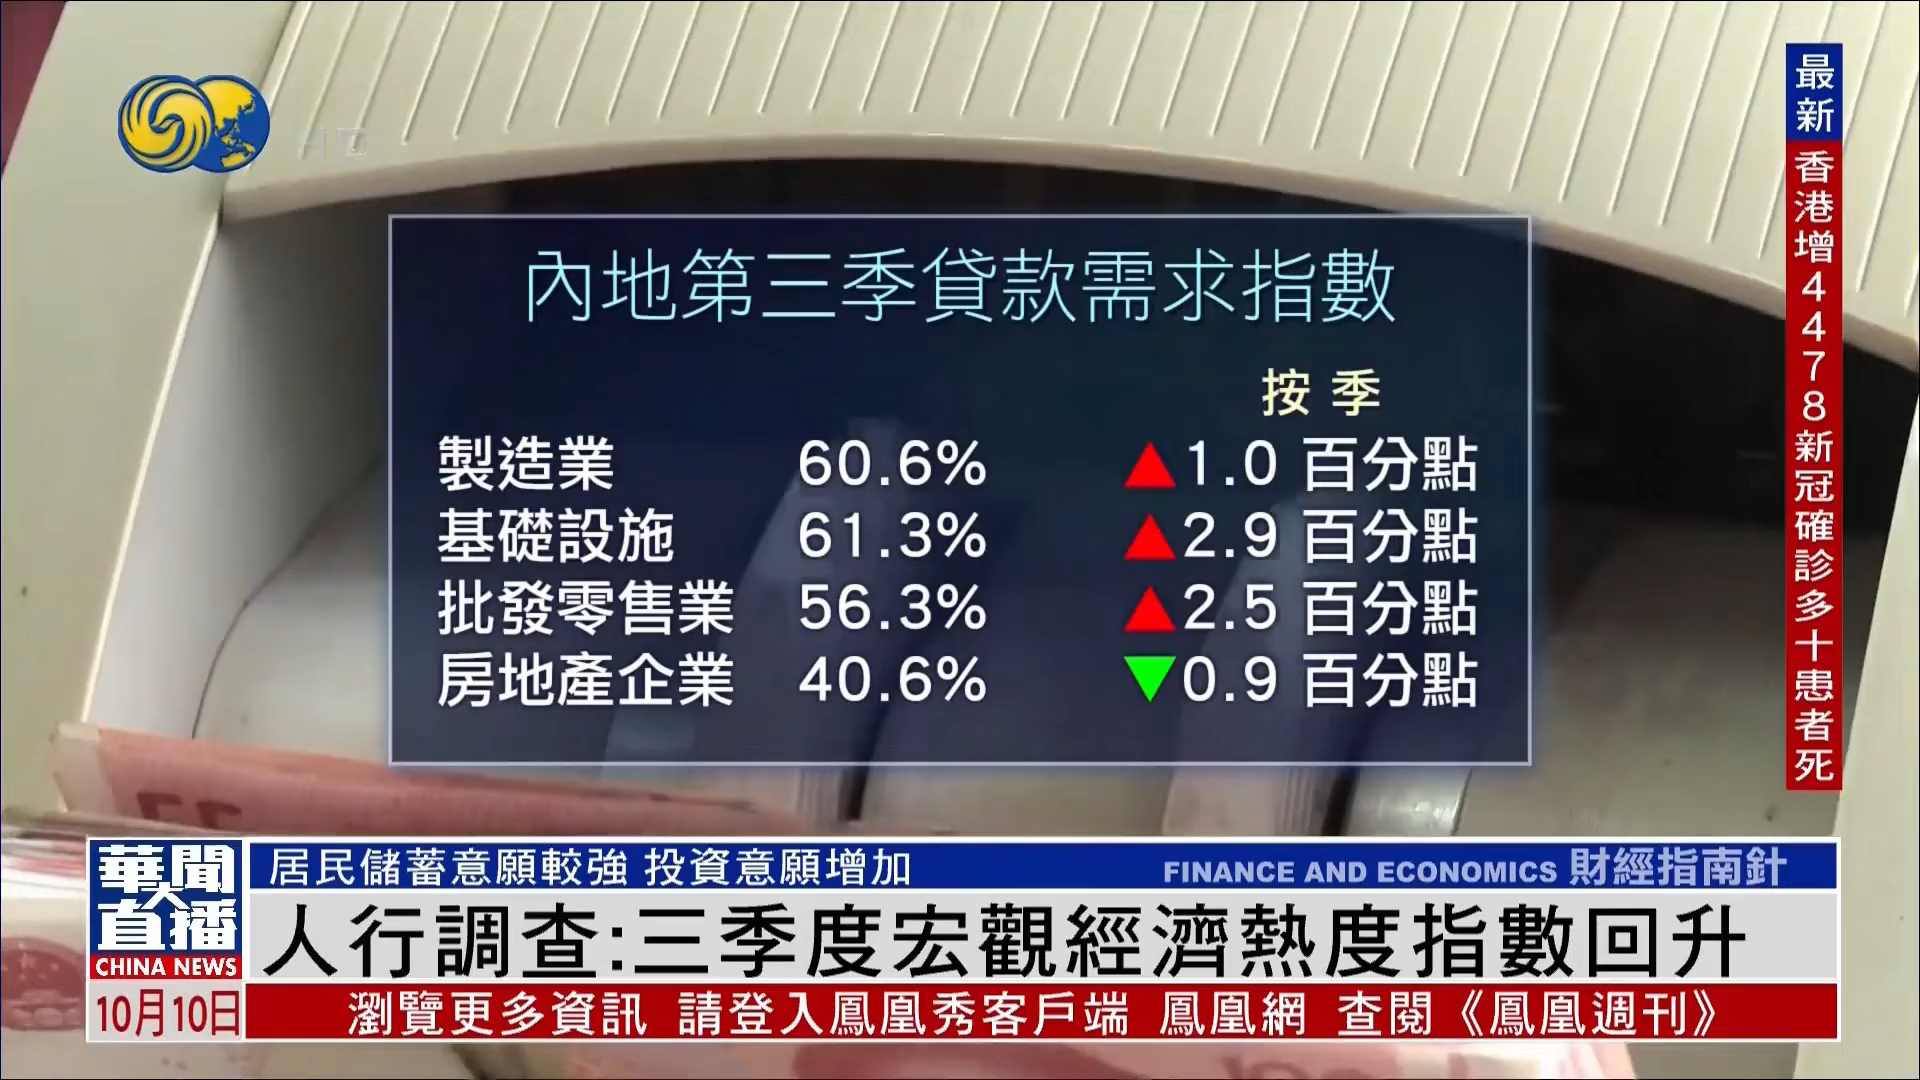 HD
內地第三季貸款需求指數
按季
製造業 60.6% ▲1.0 百分點
基礎設施 61.3% ▲2.9 百分點
批發零售業 56.3% ▲2.5 百分點
房地產企業 40.6% ▼0.9 百分點
最新 香港增4478新冠確診多十患者死
華聞大直播
CHINA NEWS
居民儲蓄意願較強 投資意願增加
FINANCE AND ECONOMICS 財經指南針
人行調查:三季度宏觀經濟熱度指數回升
10月10日
瀏覽更多資訊 請登入鳳凰秀客戶端 鳳凰網 查閱《鳳凰週刊》